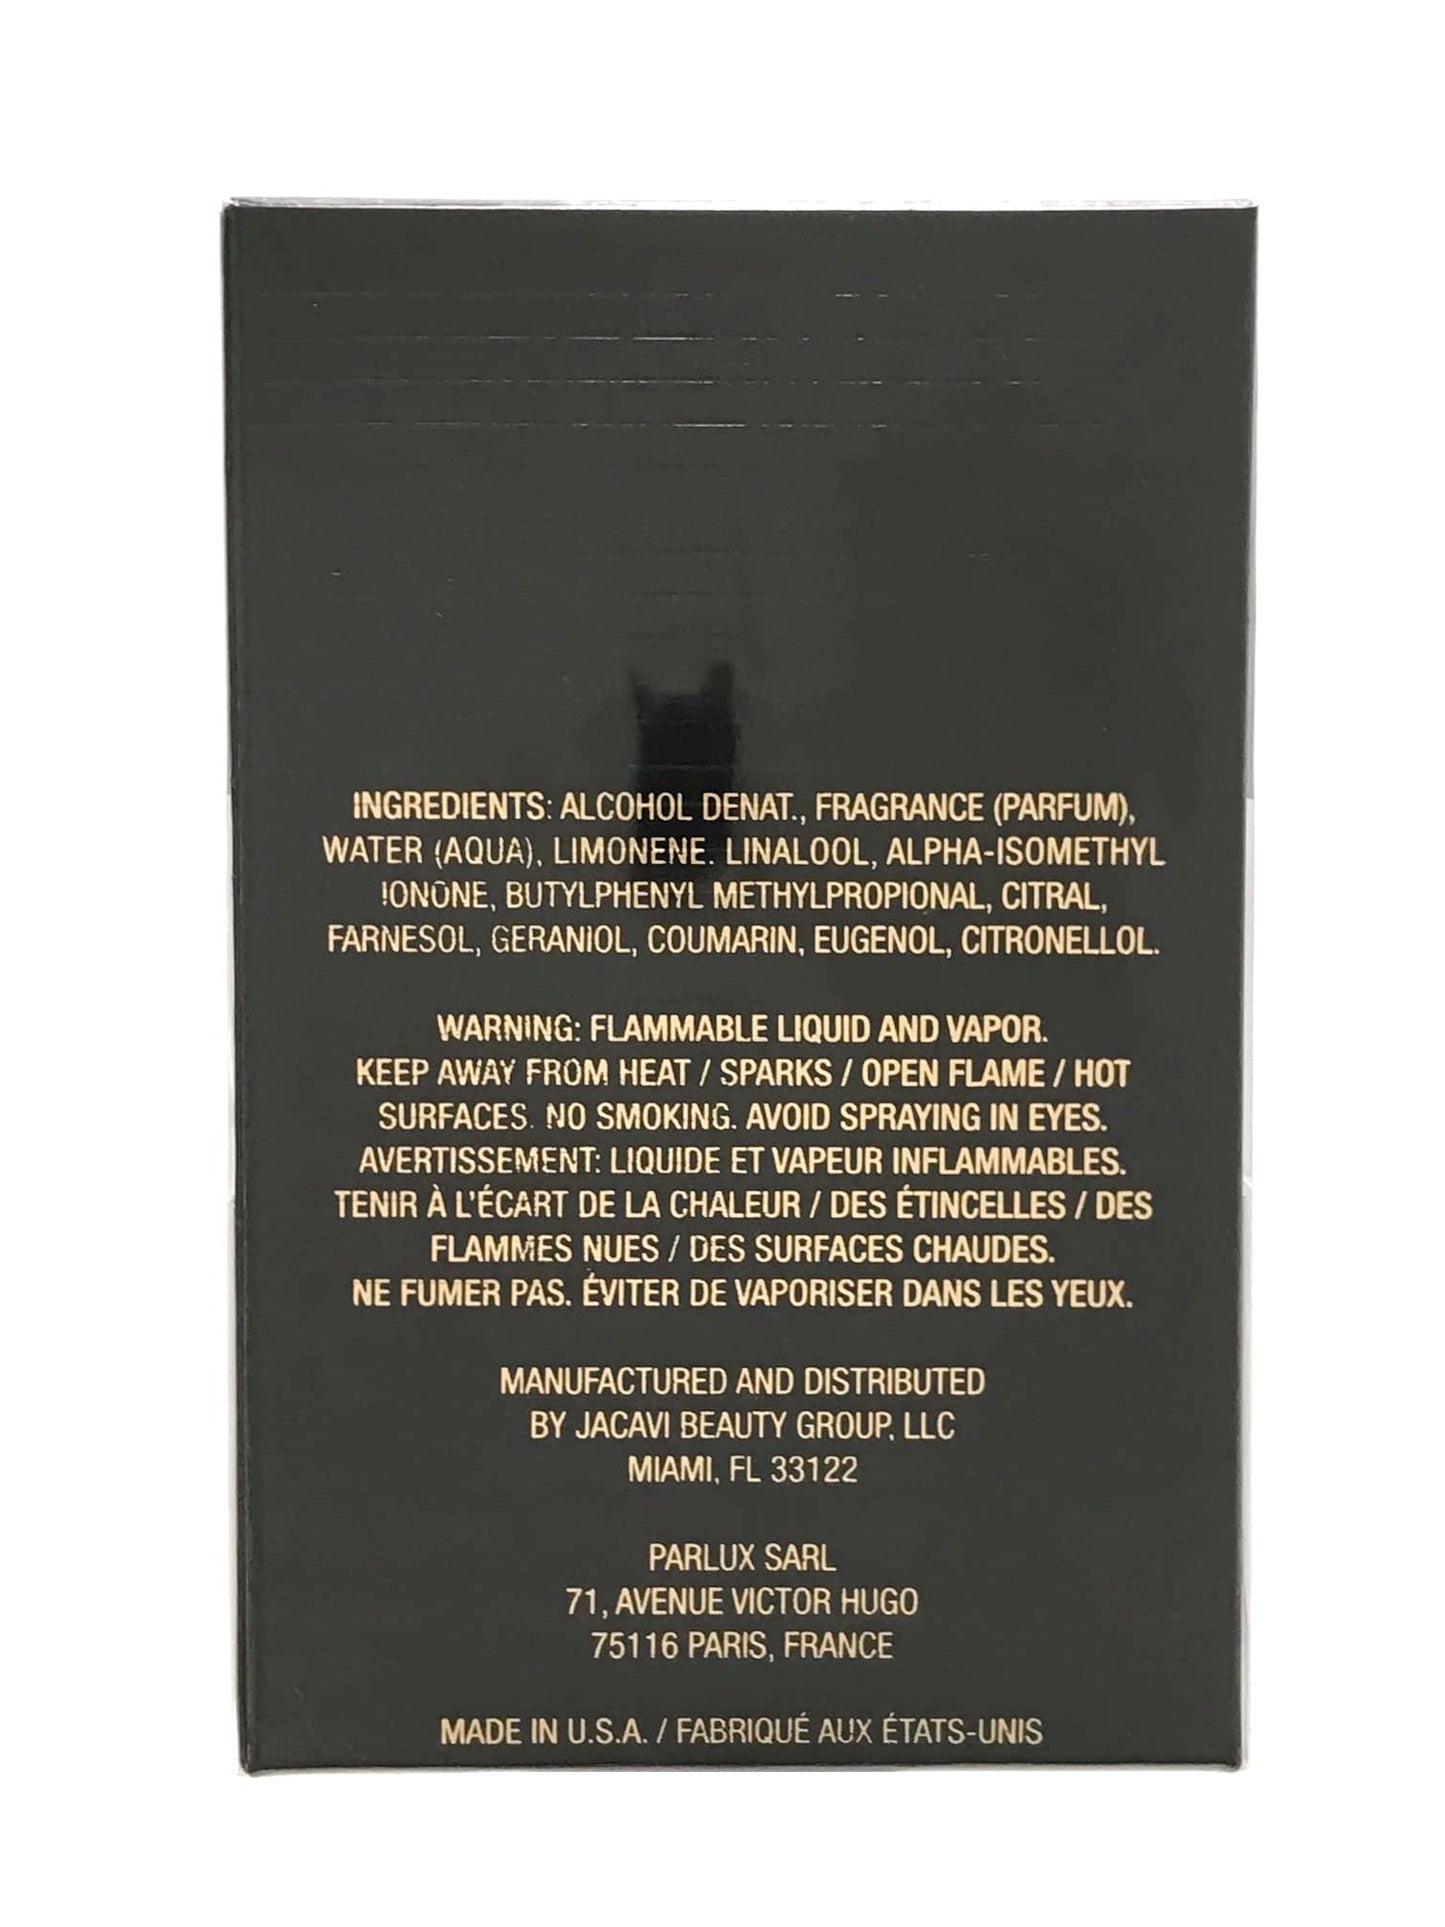 INGREDIENTS: ALCOHOL DENAT., FRAGRANCE (PARFUM),
WATER (AQUA), LIMONENE. LINALOOL, ALPHA-ISOMETHYL
IONONE, BUTYLPHENYL METHYLPROPIONAL, CITRAL,
FARNESOL, GERANIOL, COUMARIN, EUGENOL, CITRONELLOL.
WARNING: FLAMMABLE LIQUID AND VAPOR.
KEEP AWAY FROM HEAT / SPARKS / OPEN FLAME / HOT
SURFACES. NO SMOKING. AVOID SPRAYING IN EYES.
AVERTISSEMENT: LIQUIDE ET VAPEUR INFLAMMABLES.
TENIR À L'ÉCART DE LA CHALEUR / DES ÉTINCELLES / DES
FLAMMES NUES / DES SURFACES CHAUDES.
NE FUMER PAS. ÉVITER DE VAPORISER DANS LES YEUX.
MANUFACTURED AND DISTRIBUTED
BY JACAVI BEAUTY GROUP, LLC
MIAMI, FL 33122
PARLUX SARL
71, AVENUE VICTOR HUGO
75116 PARIS, FRANCE
MADE IN U.S.A. / FABRIQUÉ AUX ÉTATS-UNIS